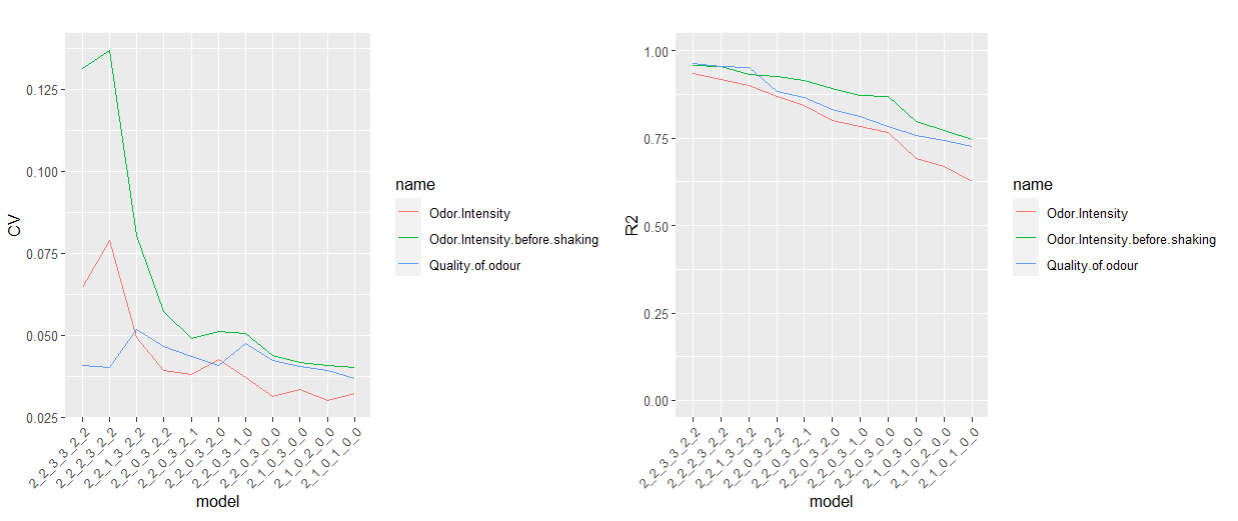 0.125
0.100
0.075
0.050
0.025
CV
2_2_3_3_2_2
2_2_2_3_2_2
2_2_1_3_2_2
2_2_0_3_2_2
2_2_0_3_2_1
2_2_0_3_2_0
2_2_0_3_1_0
2_2_0_3_0_0
2_1_0_3_0_0
2_1_0_2_0_0
2_1_0_1_0_0
model
name
Odor.Intensity
Odor.Intensity.before.shaking
Quality.of.odour
1.00
0.75
0.50
0.25
0.00
R2
2_2_3_3_2_2
2_2_2_3_2_2
2_2_1_3_2_2
2_2_0_3_2_2
2_2_0_3_2_1
2_2_0_3_2_0
2_2_0_3_1_0
2_2_0_3_0_0
2_1_0_3_0_0
2_1_0_2_0_0
2_1_0_1_0_0
model
name
Odor.Intensity
Odor.Intensity.before.shaking
Quality.of.odour